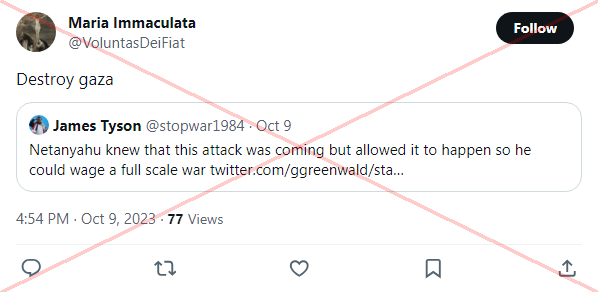 Maria Immaculata
Follow
@VoluntasDeiFiat
Destroy gaza
James Tyson @stopwar1984 · Oct 9
Netanyahu knew that this attack was coming but allowed it to happen so he
could wage a full scale war twitter.com/ggreenwald/sta...
4:54 PM · Oct 9, 2023 · 77 Views